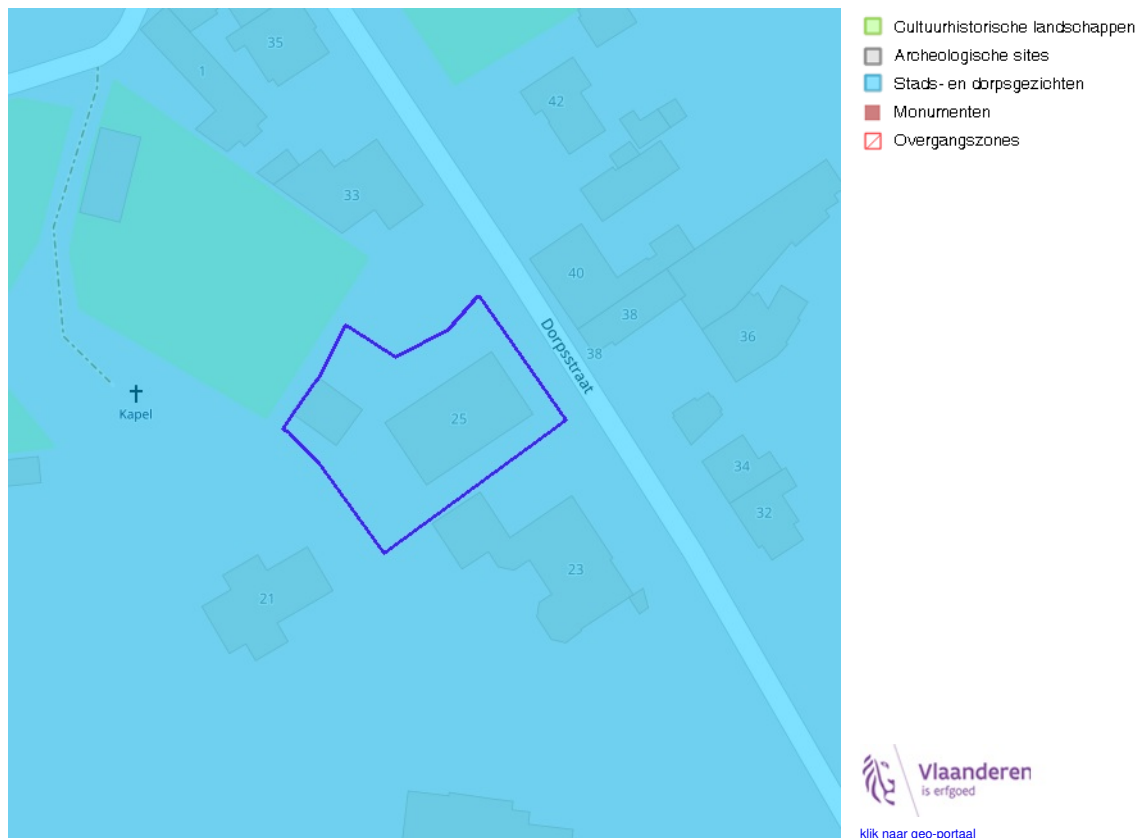 35
1
42
33
40
38
Dorpsstraat
38
36
25
✝
Kapel
34
32
23
21
Cultuurhistorische landschappen
Archeologische sites
Stads- en dorpsgezichten
Monumenten
Overgangszones
Vlaanderen
is erfgoed
klik naar geo-portaal